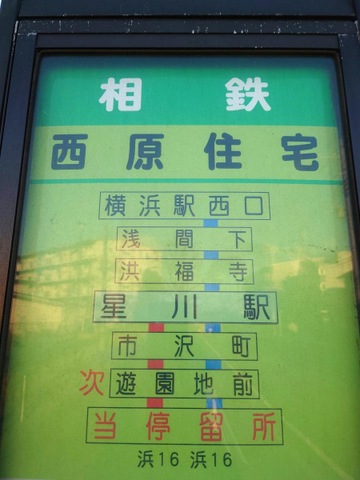 相鉄
西原住宅
横浜駅西口
浅間下
洪福寺
星川駅
市沢町
次 遊園地前
当停留所
浜16 浜16